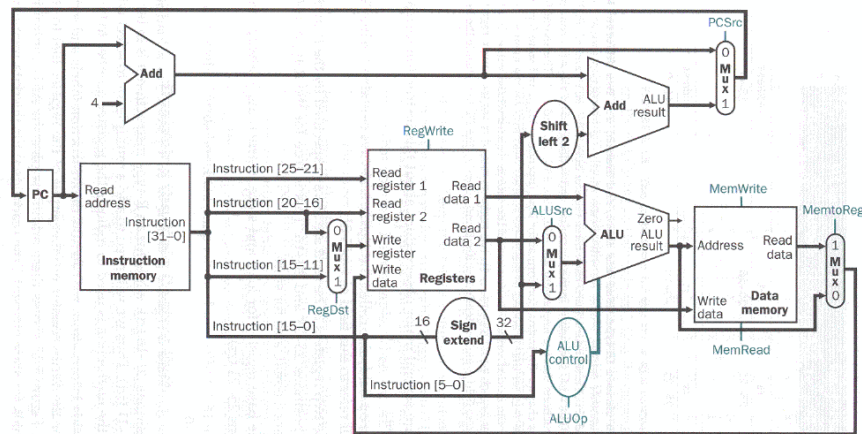 PCSrc
0
Mux
1
Add
4
Add
ALU
result
Shift
left 2
RegWrite
PC
Read
address
Instruction
[31–0]
Instruction
memory
Instruction [25–21]
Instruction [20–16]
Instruction [15–11]
Instruction [15–0]
0
Mux
1
RegDst
Read
register 1
Read
register 2
Write
register
Write
data
Read
data 1
Read
data 2
Registers
ALUSrc
0
Mux
1
Zero
ALU
ALU
result
MemWrite
Address
Read
data
Write
data
Data
memory
MemRead
MemtoReg
1
Mux
0
16
Sign
extend
32
Instruction [5–0]
ALU
control
ALUOp